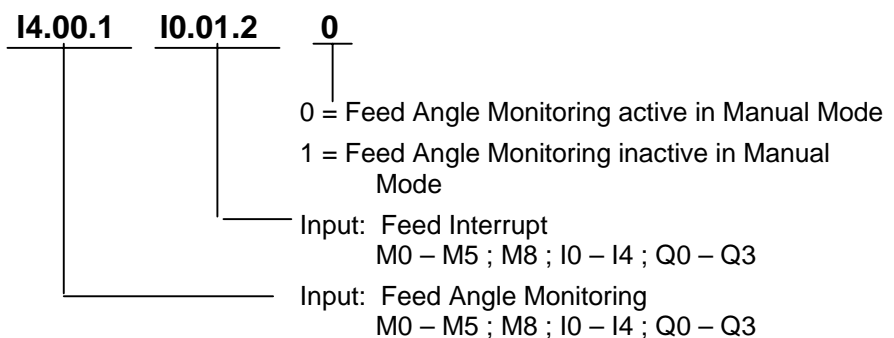 I4.00.1 I0.01.2 0
0 = Feed Angle Monitoring active in Manual Mode
1 = Feed Angle Monitoring inactive in Manual
Mode
Input: Feed Interrupt
M0 – M5 ; M8 ; I0 – I4 ; Q0 – Q3
Input: Feed Angle Monitoring
M0 – M5 ; M8 ; I0 – I4 ; Q0 – Q3